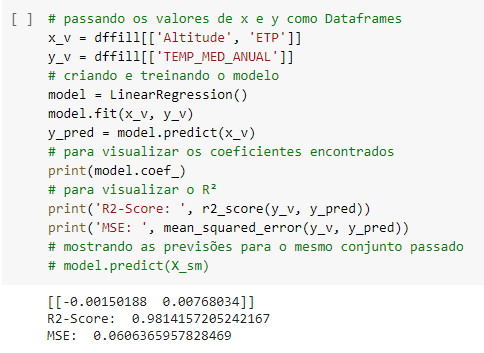 [ ] # passando os valores de x e y como Dataframes
x_v = dffill[['Altitude', 'ETP']]
y_v = dffill[['TEMP_MED_ANUAL']]
# criando e treinando o modelo
model = LinearRegression()
model.fit(x_v, y_v)
y_pred = model.predict(x_v)
# para visualizar os coeficientes encontrados
print(model.coef_)
# para visualizar o R²
print('R2-Score: ', r2_score(y_v, y_pred))
print('MSE: ', mean_squared_error(y_v, y_pred))
# mostrando as previsões para o mesmo conjunto passado
# model.predict(X_sm)
[[-0.00150188  0.00768034]]
R2-Score:  0.9814157205242167
MSE:  0.0606365957828469